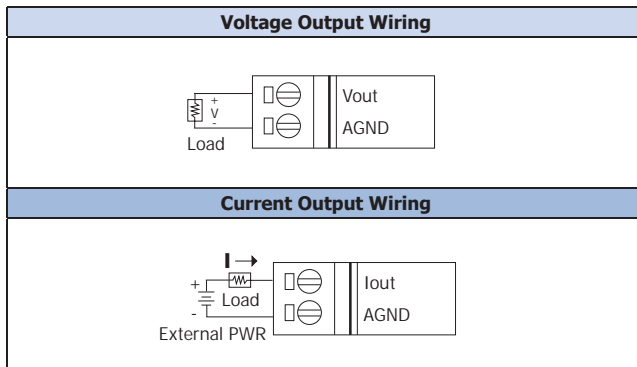 Voltage Output Wiring
+
V
-
Load
Vout
AGND
Current Output Wiring
I
+
-
Load
External PWR
Iout
AGND